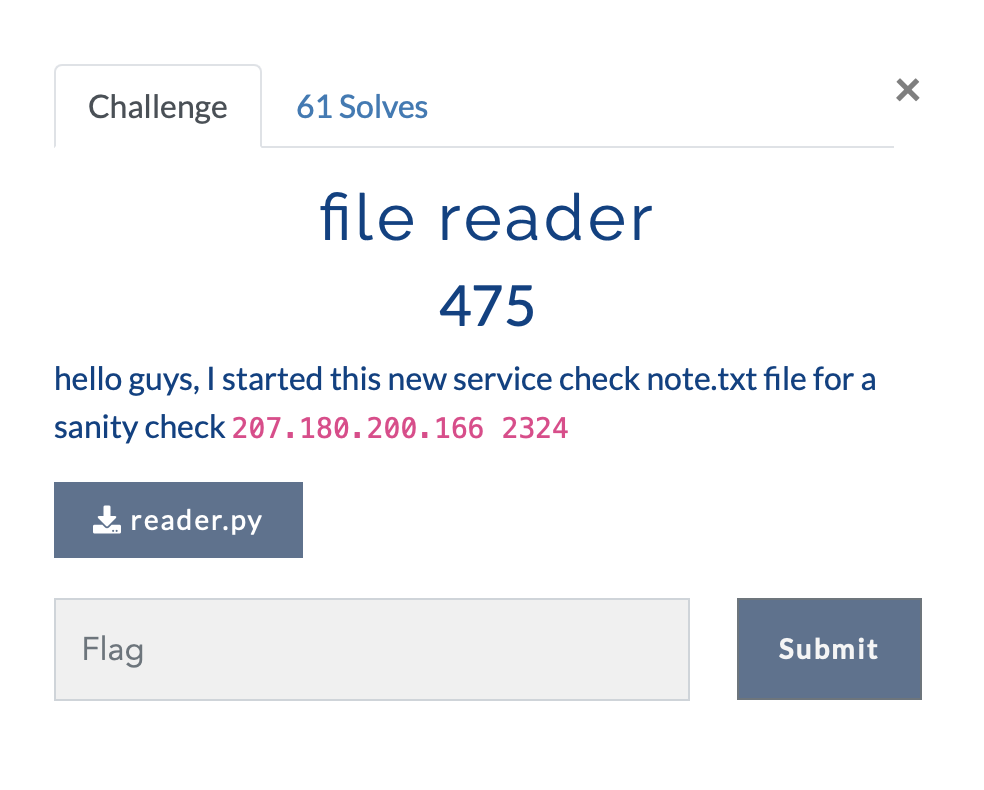 Challenge
61 Solves
×
file reader
475
hello guys, I started this new service check note.txt file for a
sanity check 207.180.200.166 2324
reader.py
Flag
Submit